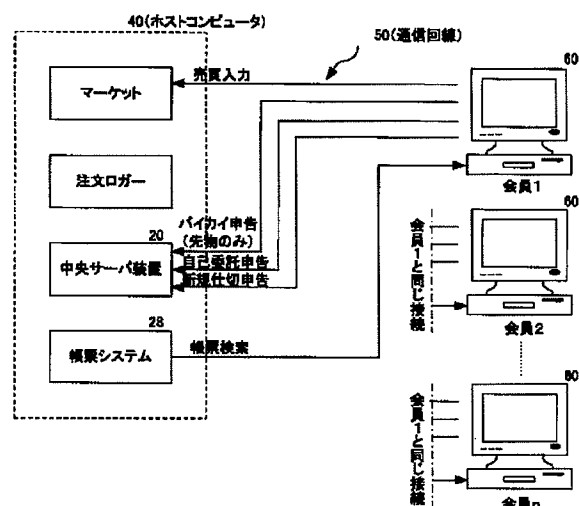 40(ホストコンピュータ)
50(通信回線)
60
マーケット
売買入力
注文ロガー
会員1
バイカイ申告
(先物のみ)
20
中央サーバ装置
自己委託申告
新規仕切申告
28
帳票システム
帳票検索
60
会員1と同じ接続
会員2
60
会員1と同じ接続
会員n